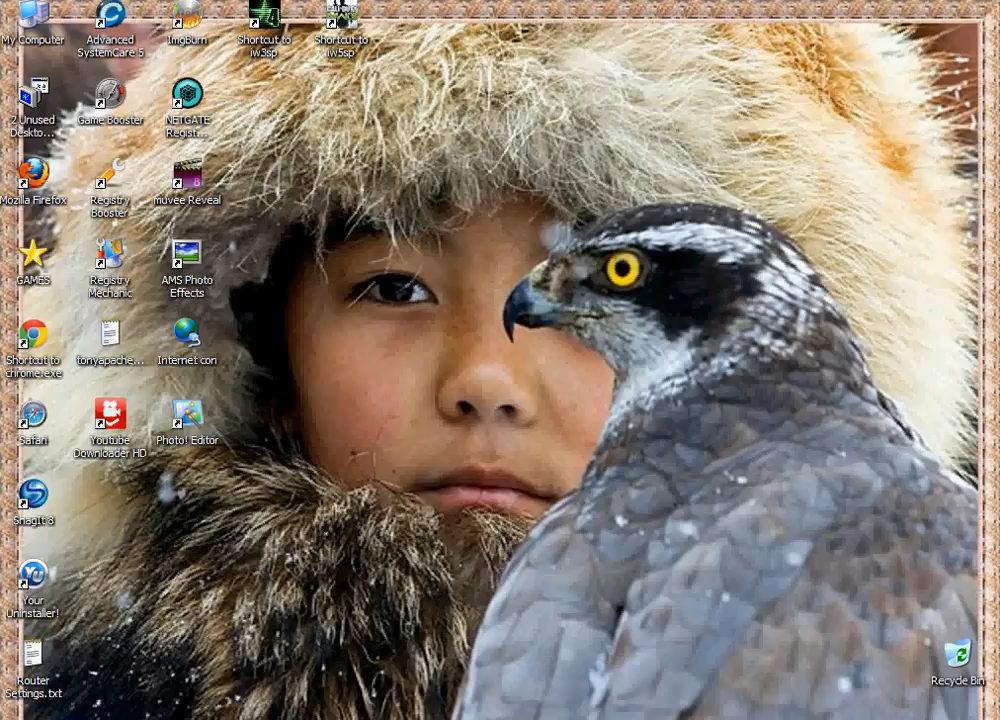 My Computer
Advanced
SystemCare 5
ImgBurn
Shortcut to
iw3sp
Shortcut to
iw5sp
2 Unused
Deskto...
Game Booster
NETGATE
Regist...
Mozilla Firefox
Registry
Booster
muvee Reveal
GAMES
Registry
Mechanic
AMS Photo
Effects
Shortcut to
chrome.exe
tonyapache...
Internet con
Safari
Youtube
Downloader HD
Photo! Editor
SnagIt 8
Your
Uninstaller!
Router
Settings.txt
Recycle Bin